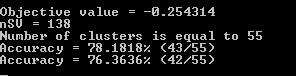 Objective value = -0.254314
nSV = 138
Number of clusters is equal to 55
Accuracy = 78.1818% (43/55)
Accuracy = 76.3636% (42/55)